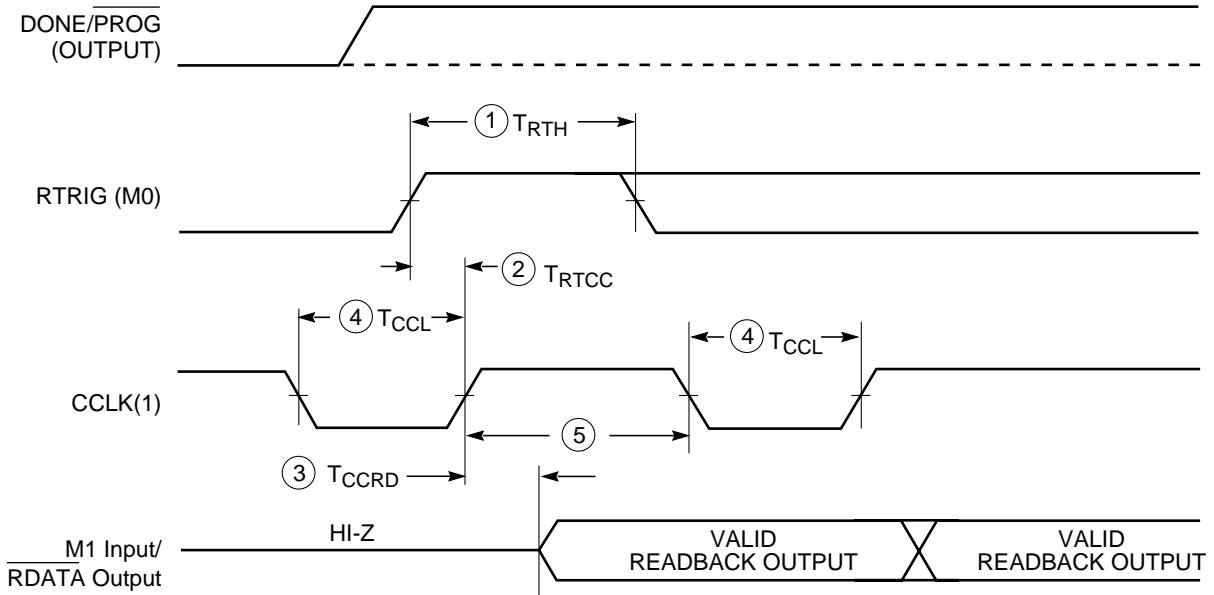 DONE/PROG
(OUTPUT)
1 TRTH
RTRIG (M0)
2 TRTCC
4 TCCL
4 TCCL
CCLK(1)
5
3 TCCRD
HI-Z
M1 Input/
RDATA Output
VALID
READBACK OUTPUT
VALID
READBACK OUTPUT